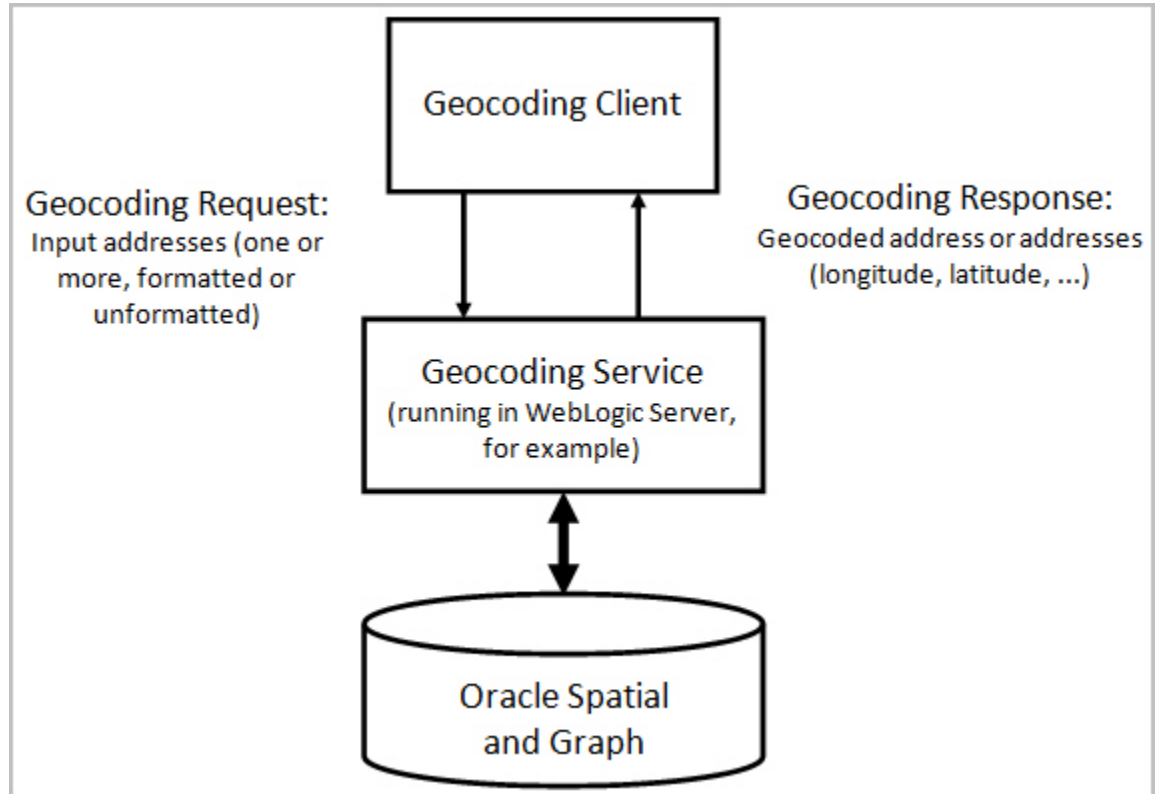 Geocoding Client
Geocoding Request:
Input addresses (one or
more, formatted or
unformatted)
Geocoding Response:
Geocoded address or addresses
(longitude, latitude, ...)
Geocoding Service
(running in WebLogic Server,
for example)
Oracle Spatial
and Graph